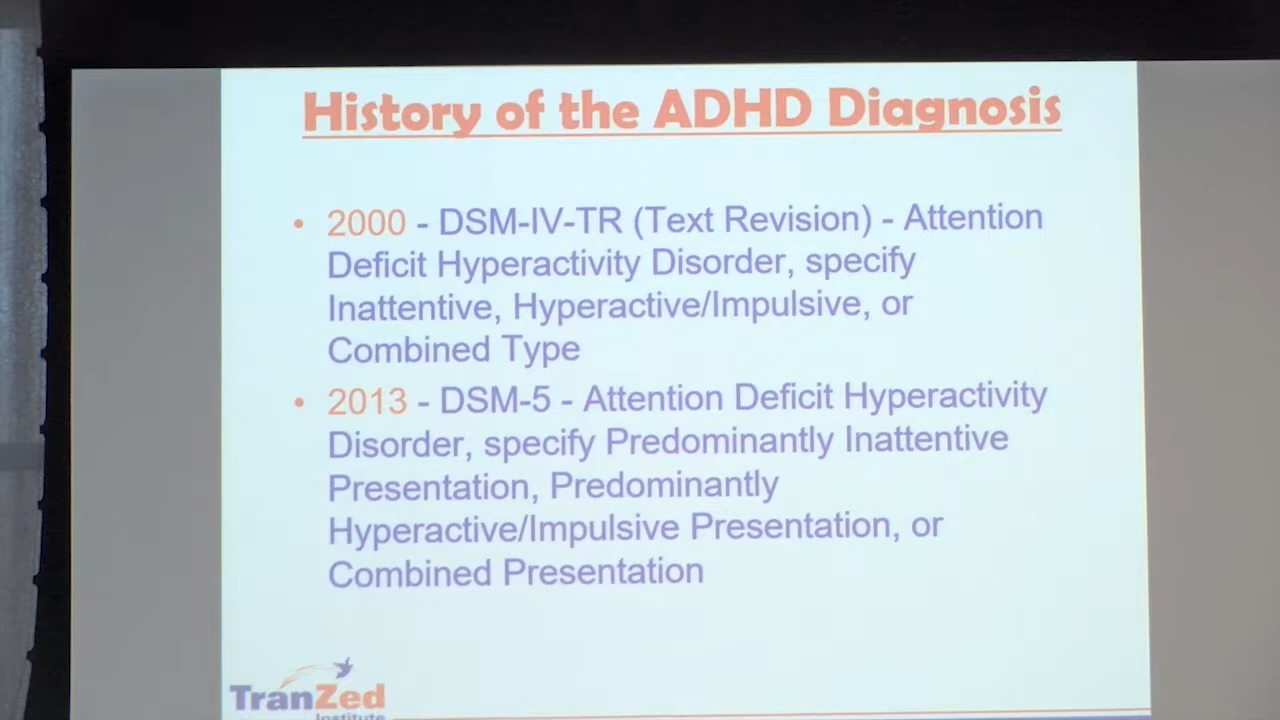 History of the ADHD Diagnosis
• 2000 - DSM-IV-TR (Text Revision) - Attention
Deficit Hyperactivity Disorder, specify
Inattentive, Hyperactive/Impulsive, or
Combined Type
• 2013 - DSM-5 - Attention Deficit Hyperactivity
Disorder, specify Predominantly Inattentive
Presentation, Predominantly
Hyperactive/Impulsive Presentation, or
Combined Presentation
TranZed
Institute